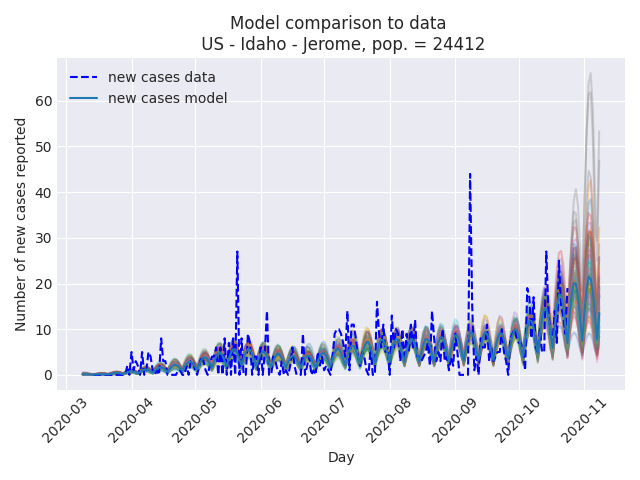 Model comparison to data
US - Idaho - Jerome, pop. = 24412
new cases data
new cases model
Number of new cases reported
60
50
40
30
20
10
0
2020-03
2020-04
2020-05
2020-06
2020-07
2020-08
2020-09
2020-10
2020-11
Day